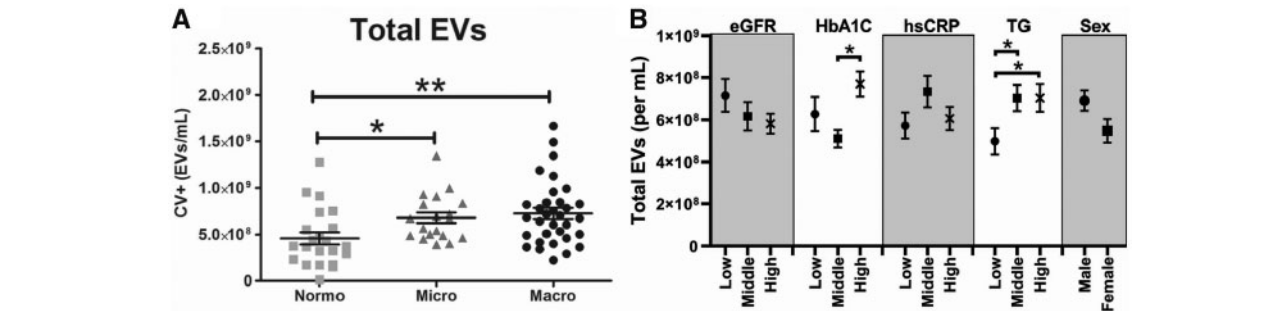 A
Total EVs
CV+ (EVs/mL)
2.5×10⁹
2.0×10⁹
1.5×10⁹
1.0×10⁹
5.0×10⁸
0
**
*
Normo Micro Macro
B
eGFR HbA1C hsCRP TG Sex
Total EVs (per mL)
1×10⁹
8×10⁸
6×10⁸
4×10⁸
2×10⁸
0
*
*
*
Low Middle High Low Middle High Low Middle High Low Middle High Male Female